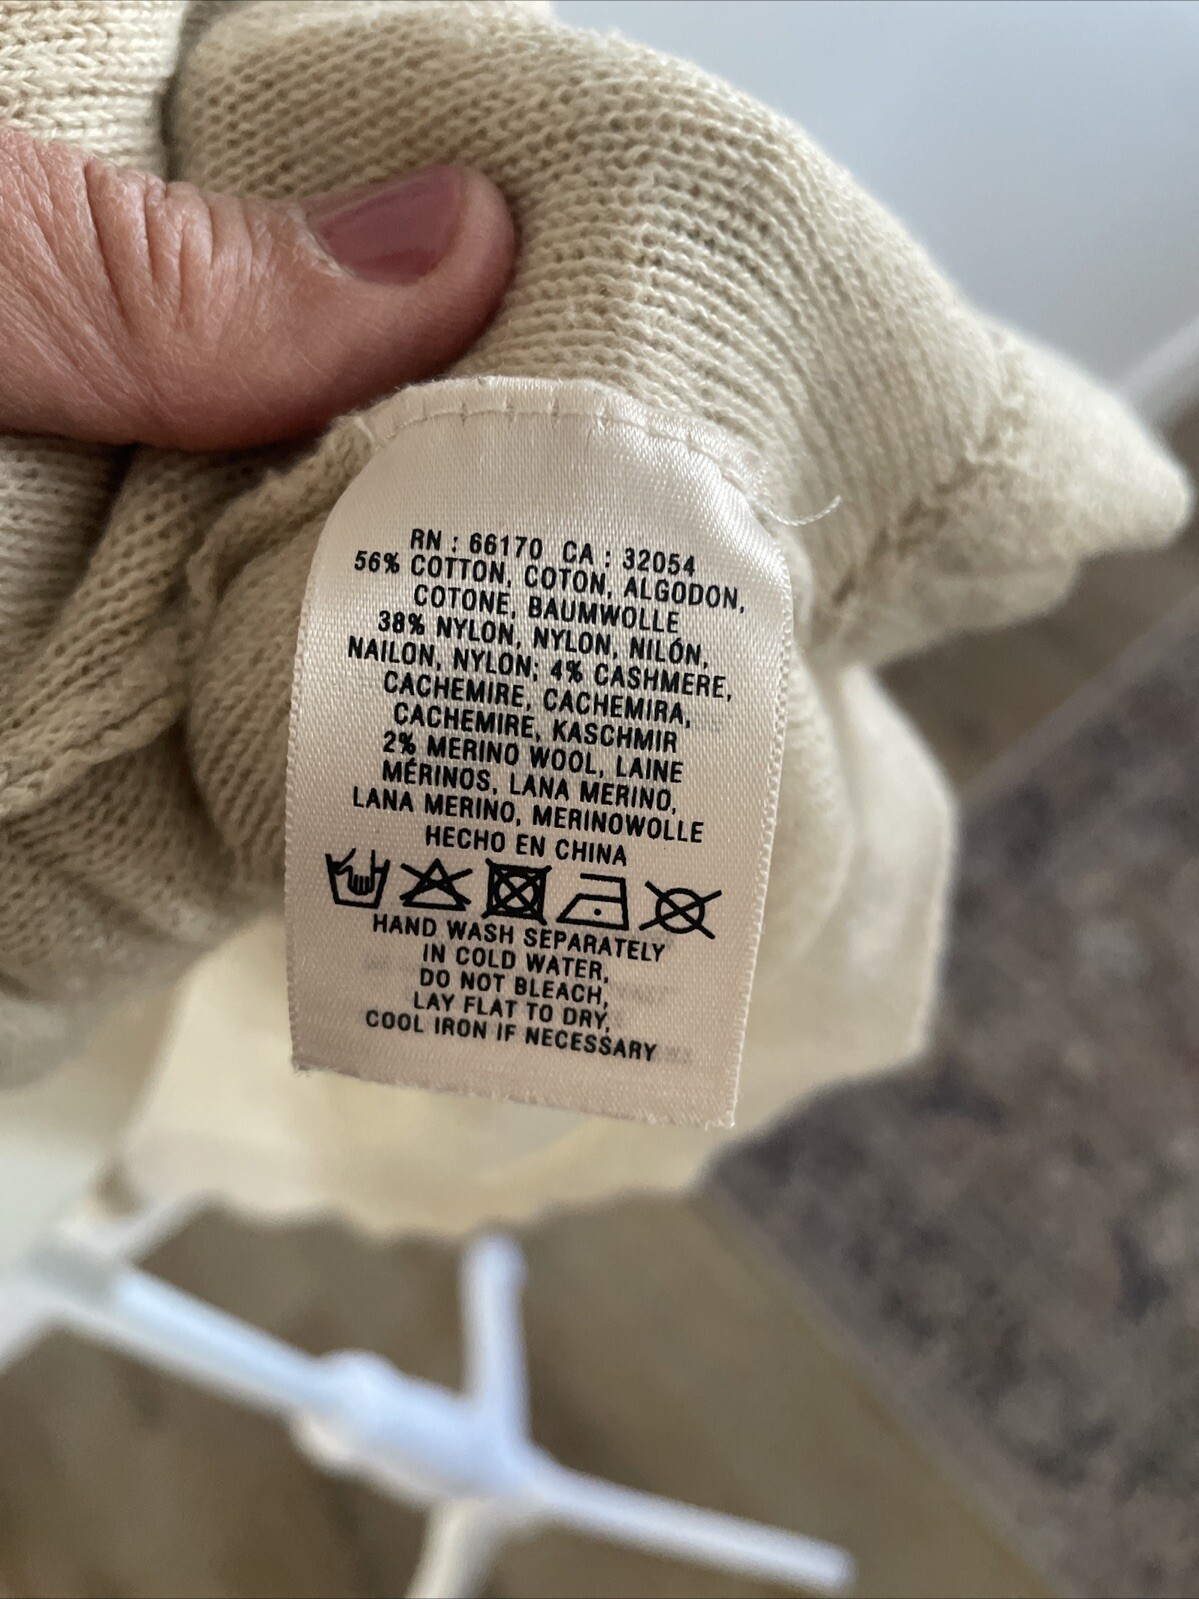 RN : 66170 CA : 32054
56% COTTON, COTON, ALGODON,
COTONE, BAUMWOLLE
38% NYLON, NYLON, NILÓN,
NAILON, NYLON; 4% CASHMERE,
CACHEMIRE, CACHEMIRA,
CACHEMIRE, KASCHMIR
2% MERINO WOOL, LAINE
MÉRINOS, LANA MERINO,
LANA MERINO, MERINOWOLLE
HECHO EN CHINA
HAND WASH SEPARATELY
IN COLD WATER,
DO NOT BLEACH,
LAY FLAT TO DRY,
COOL IRON IF NECESSARY